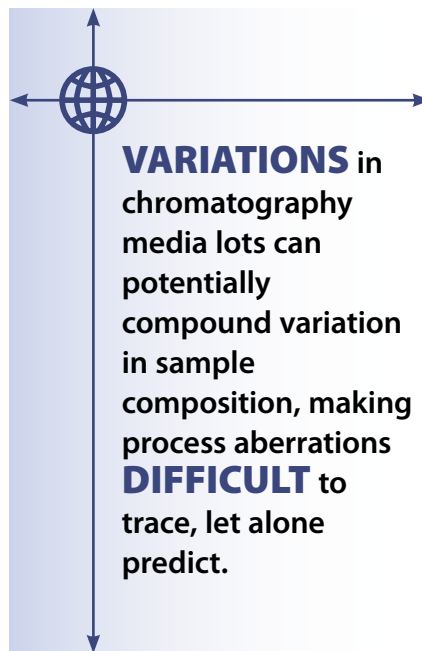 VARIATIONS in
chromatography
media lots can
potentially
compound variation
in sample
composition, making
process aberrations
DIFFICULT to
trace, let alone
predict.